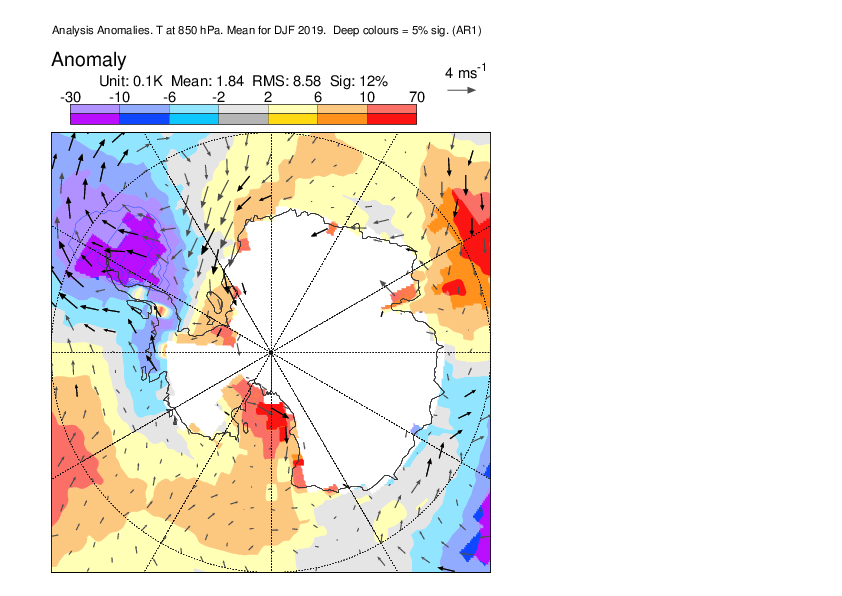 Analysis Anomalies. T at 850 hPa. Mean for DJF 2019. Deep colours = 5% sig. (AR1)
Anomaly
4 ms-1
Unit: 0.1K Mean: 1.84 RMS: 8.58 Sig: 12%
-30 -10 -6 -2 2 6 10 70